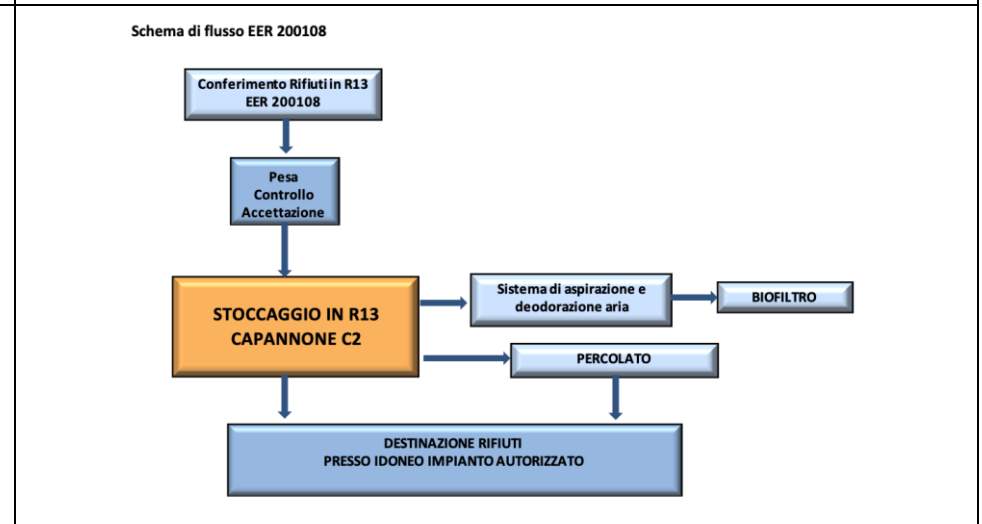 Schema di flusso EER 200108
Conferimento Rifiuti in R13
EER 200108
Pesa
Controllo
Accettazione
STOCCAGGIO IN R13
CAPANNONE C2
Sistema di aspirazione e
deodorazione aria
BIOFILTRO
PERCOLATO
DESTINAZIONE RIFIUTI
PRESSO IDONEO IMPIANTO AUTORIZZATO